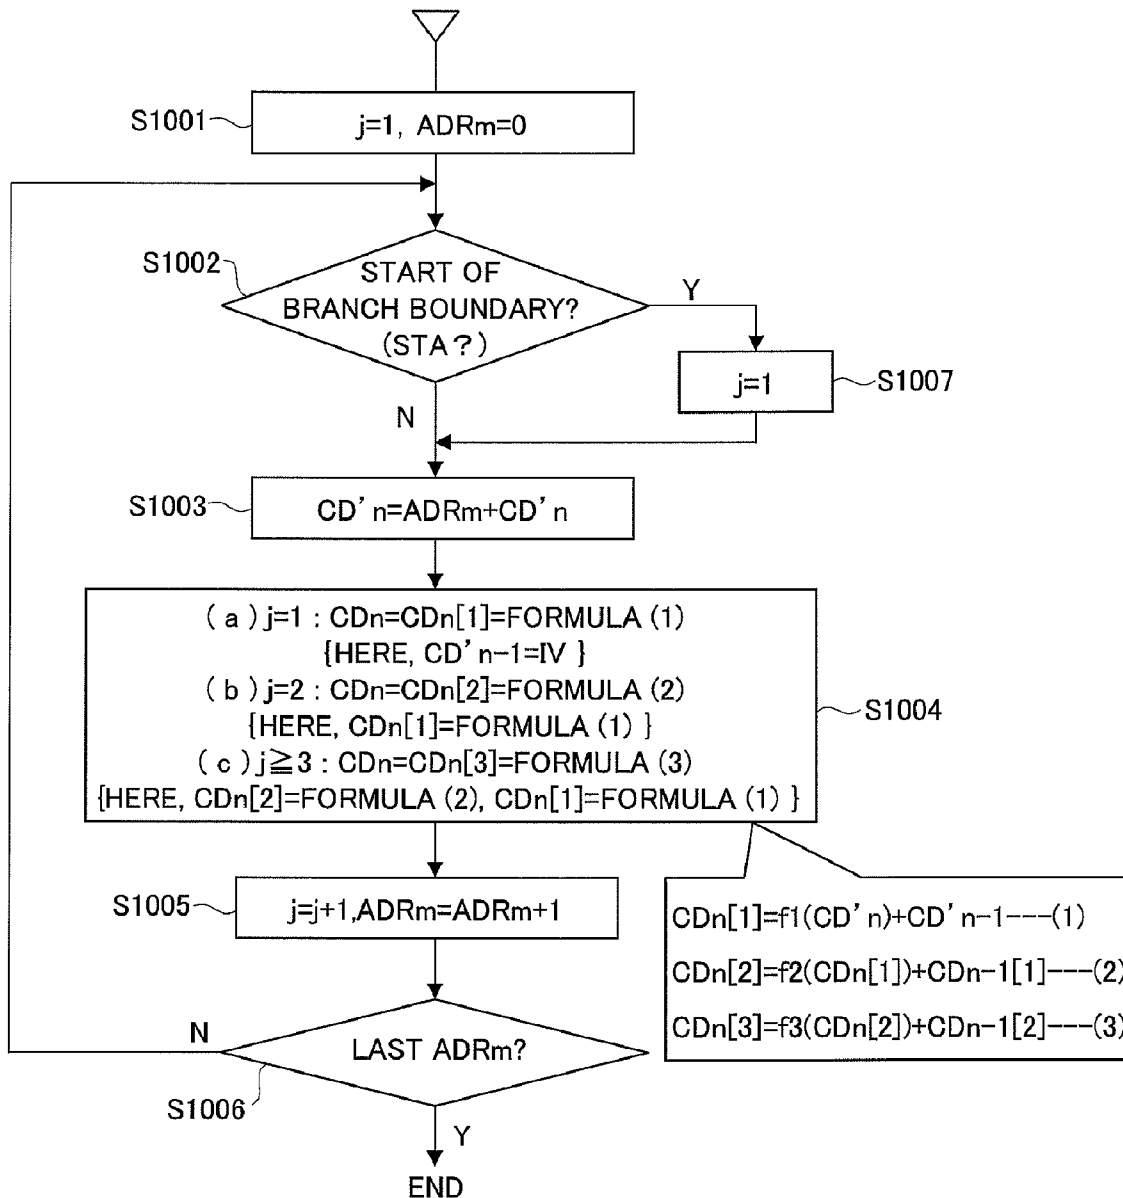 S1001
j=1, ADRm=0
S1002
START OF
BRANCH BOUNDARY?
(STA?)
Y
j=1
S1007
N
S1003
CD'n=ADRm+CD'n
(a) j=1 : CDn=CDn[1]=FORMULA (1)
{HERE, CD'n-1=IV }
(b) j=2 : CDn=CDn[2]=FORMULA (2)
{HERE, CDn[1]=FORMULA (1) }
(c) j≧3 : CDn=CDn[3]=FORMULA (3)
{HERE, CDn[2]=FORMULA (2), CDn[1]=FORMULA (1) }
S1004
S1005
j=j+1,ADRm=ADRm+1
CDn[1]=f1(CD'n)+CD'n-1---(1)
CDn[2]=f2(CDn[1])+CDn-1[1]---(2)
CDn[3]=f3(CDn[2])+CDn-1[2]---(3)
N
LAST ADRm?
S1006
Y
END